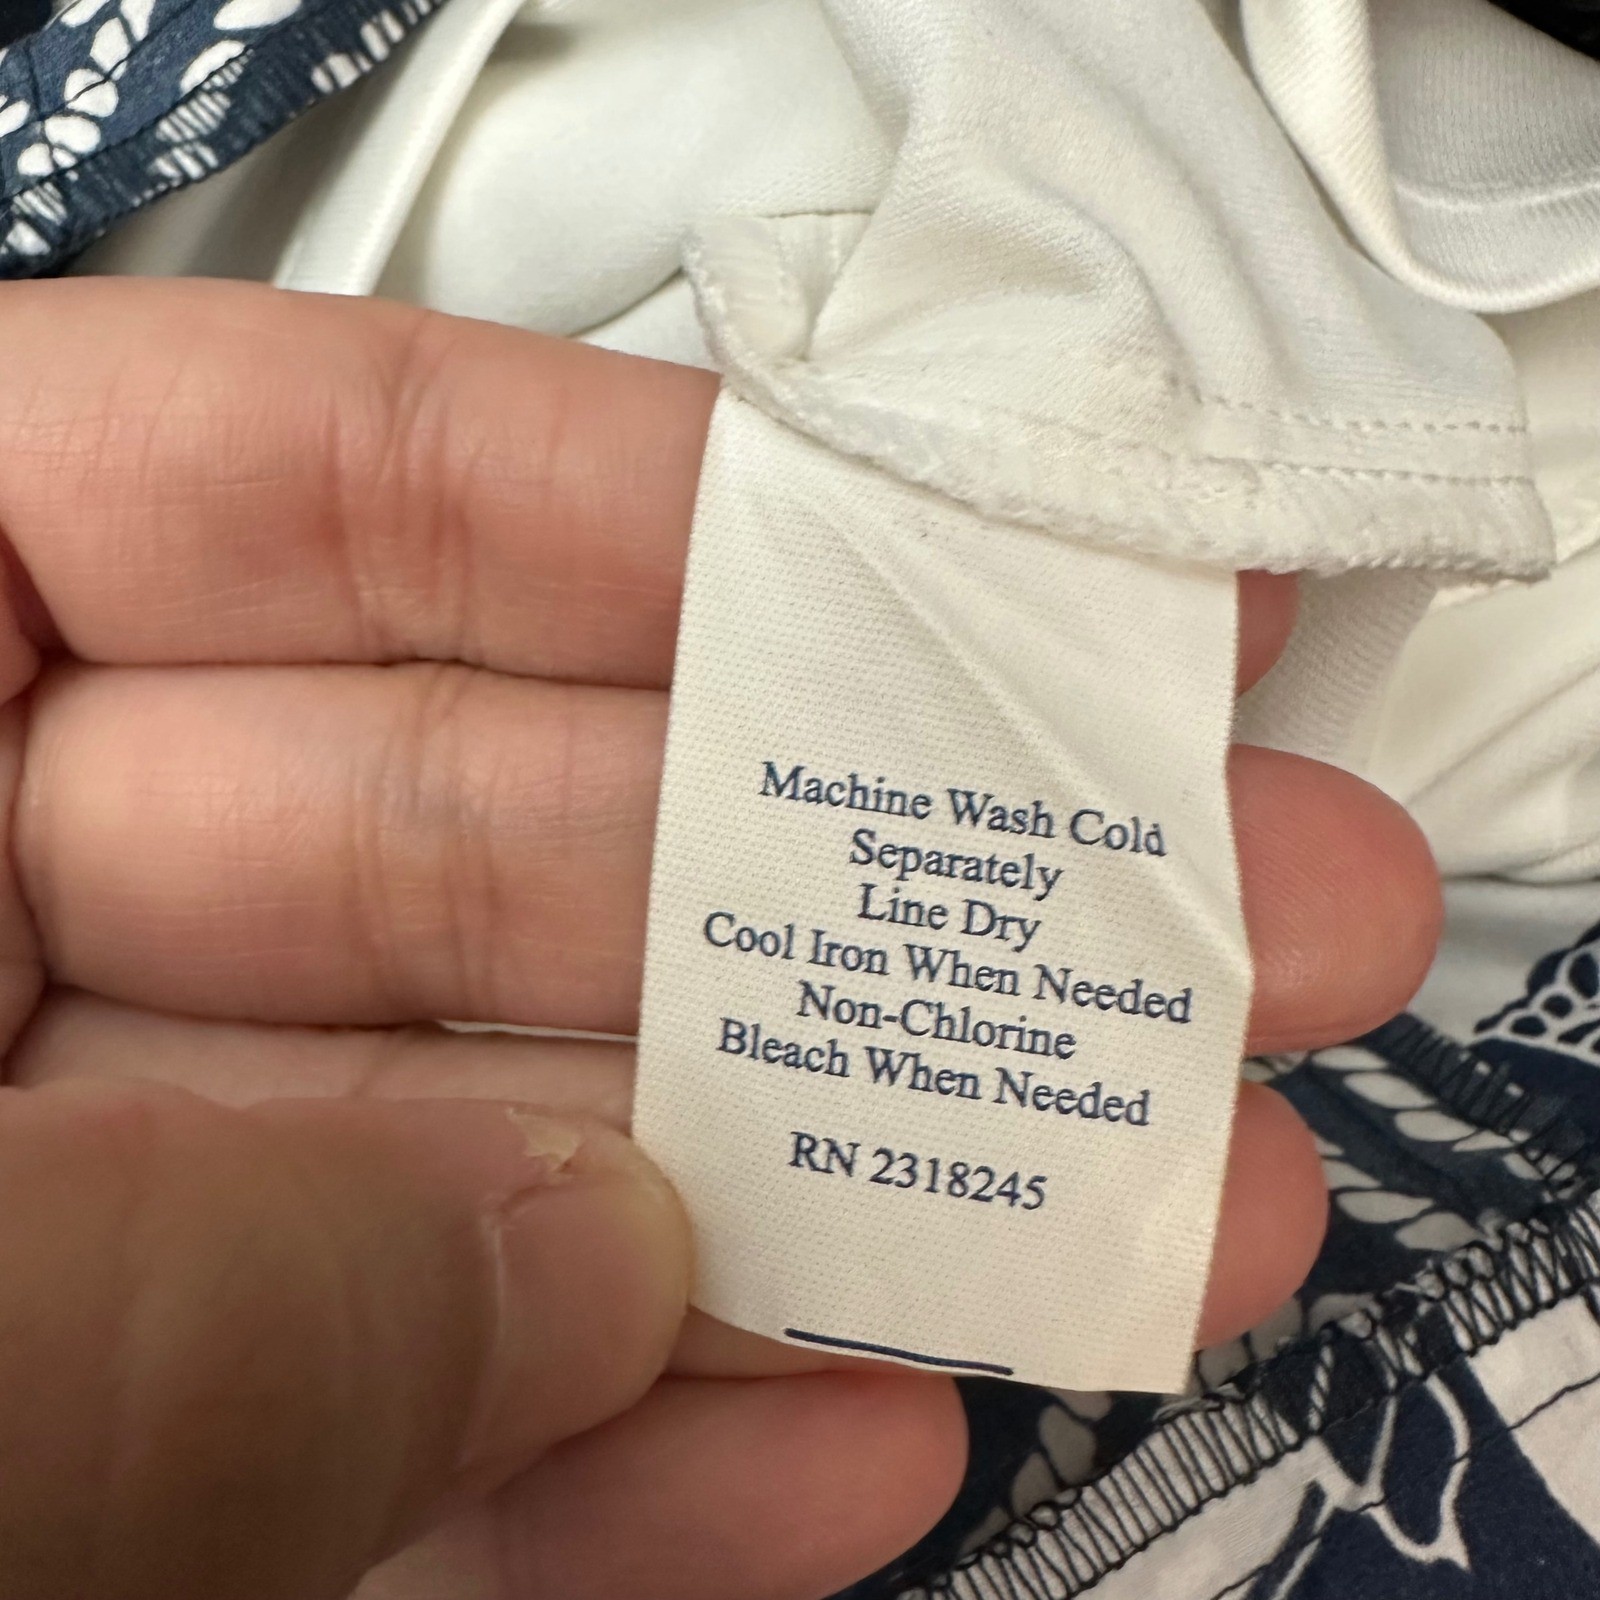 Machine Wash Cold
Separately
Line Dry
Cool Iron When Needed
Non-Chlorine
Bleach When Needed
RN 2318245